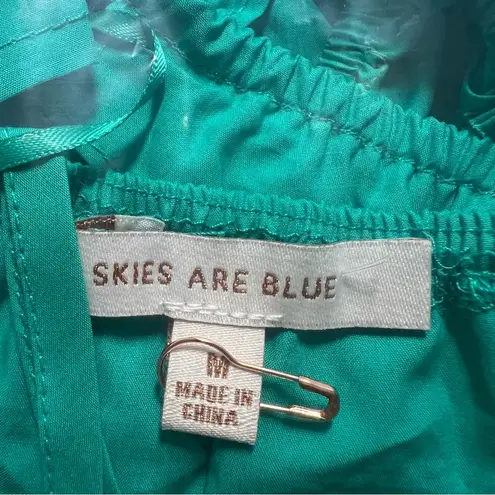 SKIES ARE BLUE
M
MADE IN
CHINA